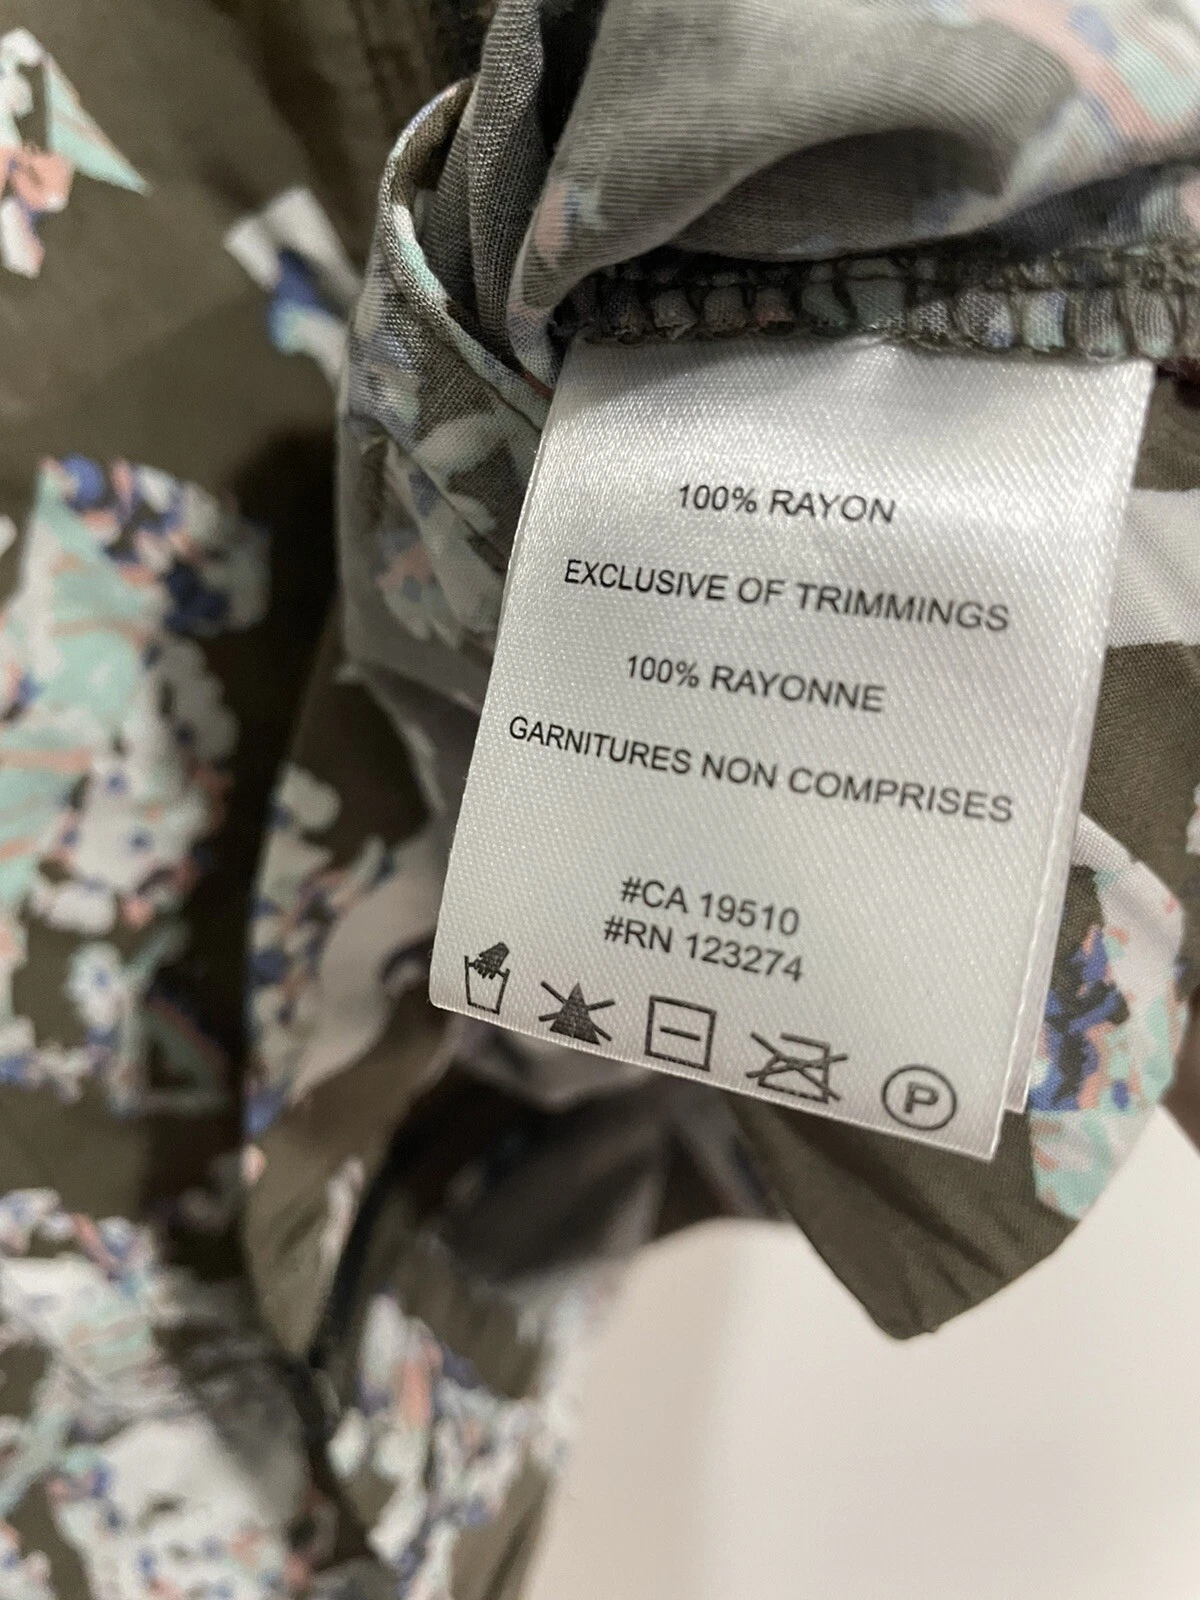 100% RAYON
EXCLUSIVE OF TRIMMINGS
100% RAYONNE
GARNITURES NON COMPRISES
#CA 19510
#RN 123274
P